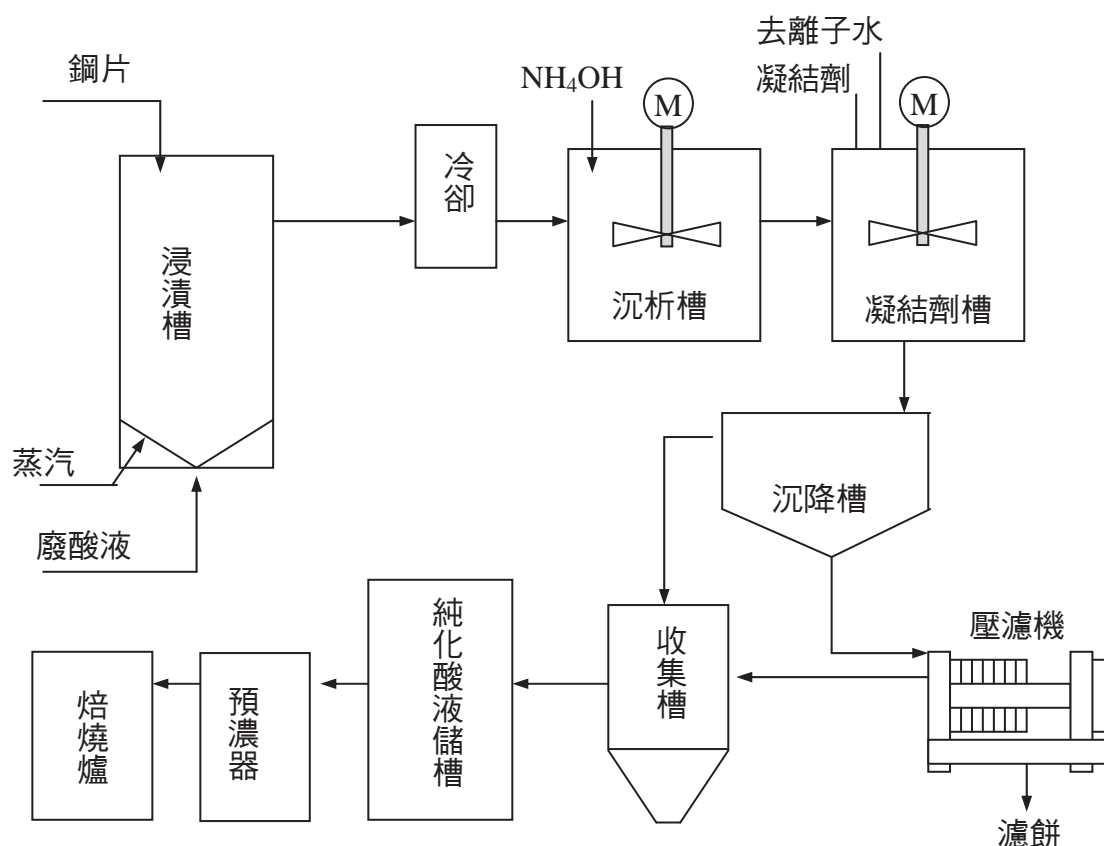 鋼片
NH₄OH
去離子水
凝結劑
M
M
冷卻
浸漬槽
沉析槽
凝結劑槽
蒸汽
廢酸液
沉降槽
壓濾機
收集槽
純化酸液儲槽
預濃器
焙燒爐
濾餅